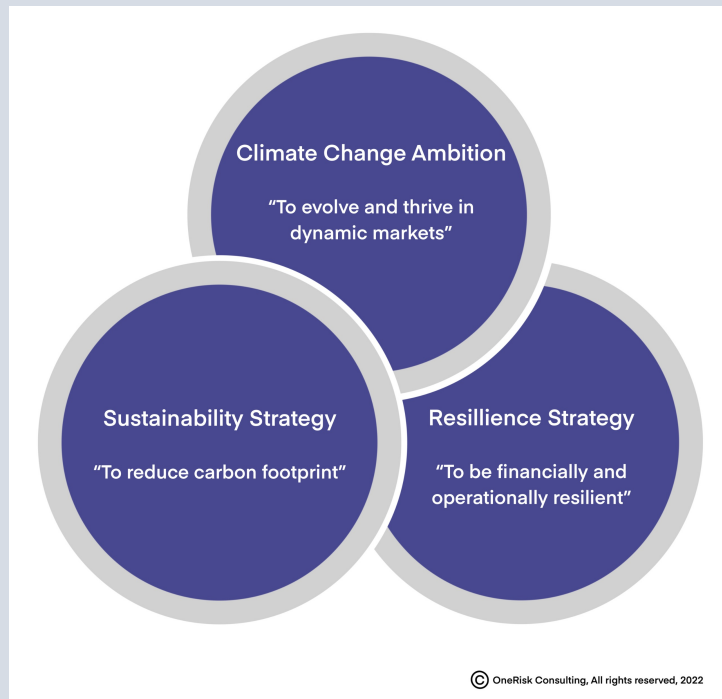 Climate Change Ambition
“To evolve and thrive in
dynamic markets”
Sustainability Strategy
“To reduce carbon footprint”
Resillience Strategy
“To be financially and
operationally resilient”
© OneRisk Consulting, All rights reserved, 2022